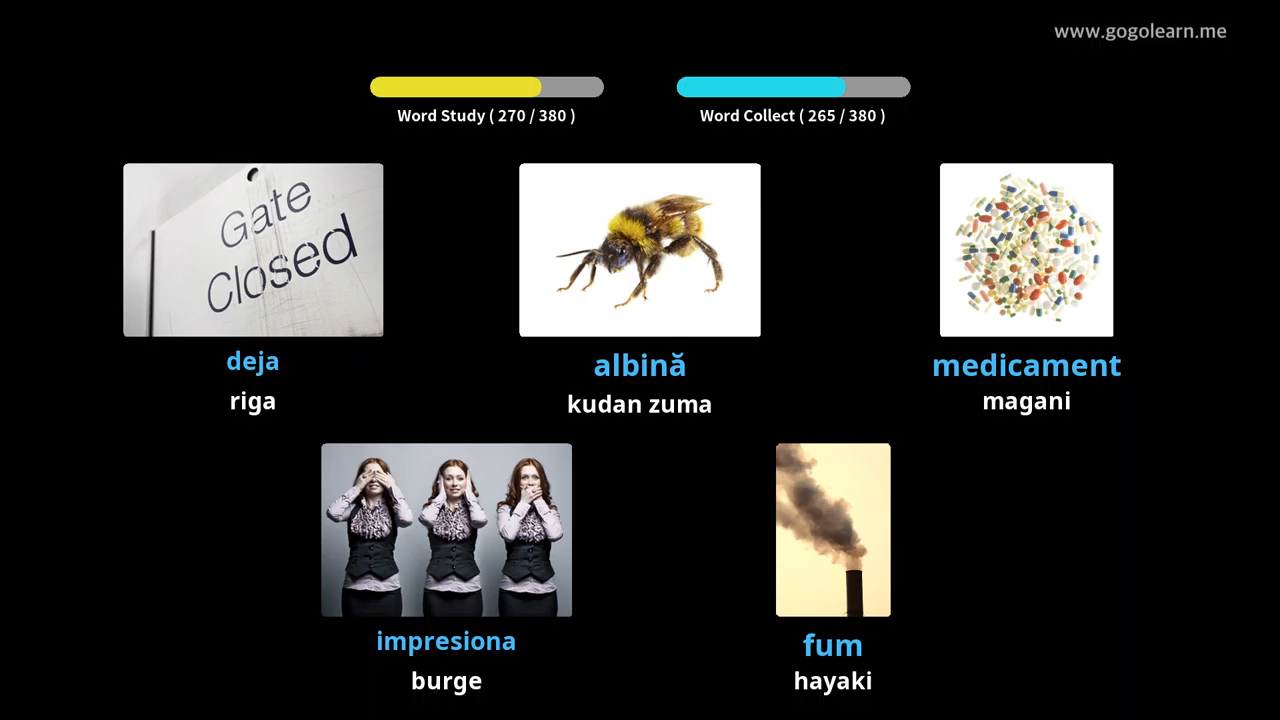 www.gogolearn.me
Word Study ( 270 / 380 )
Word Collect ( 265 / 380 )
Gate
Closed
deja
riga
albină
kudan zuma
medicament
magani
impresiona
burge
fum
hayaki